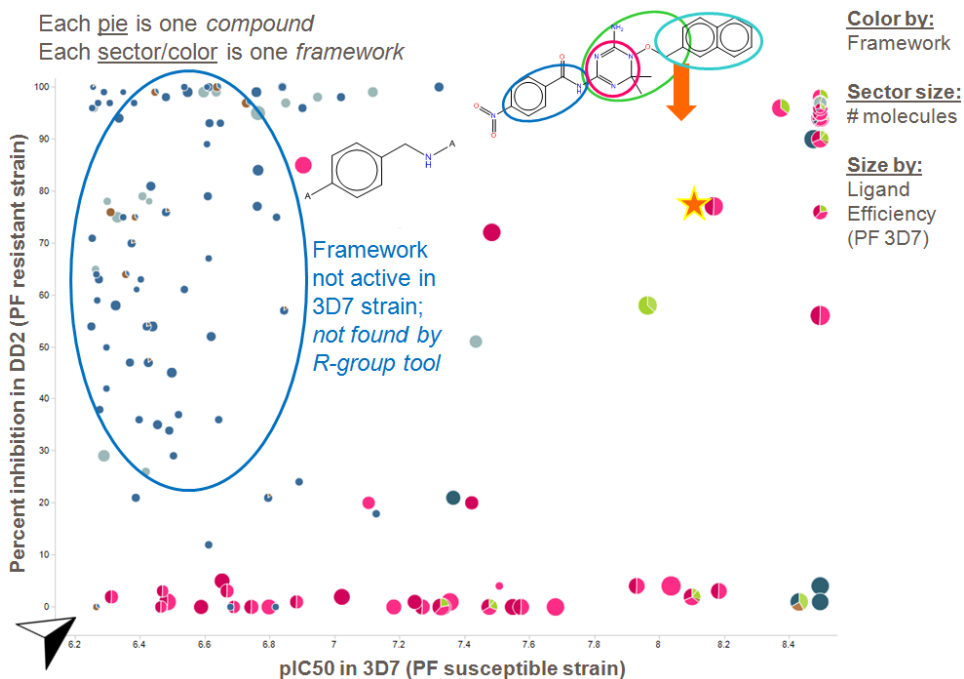 Each pie is one compound
Each sector/color is one framework
NH₂
N
N
N
O
O
N
H
N⁺
O⁻
O
A
N
H
A
Color by:
Framework
Sector size:
# molecules
Size by:
Ligand
Efficiency
(PF 3D7)
Framework
not active in
3D7 strain;
not found by
R-group tool
Percent inhibition in DD2 (PF resistant strain)
100
90
80
70
60
50
40
30
20
10
0
6.2
6.4
6.6
6.8
7
7.2
7.4
7.6
7.8
8
8.2
8.4
pIC50 in 3D7 (PF susceptible strain)